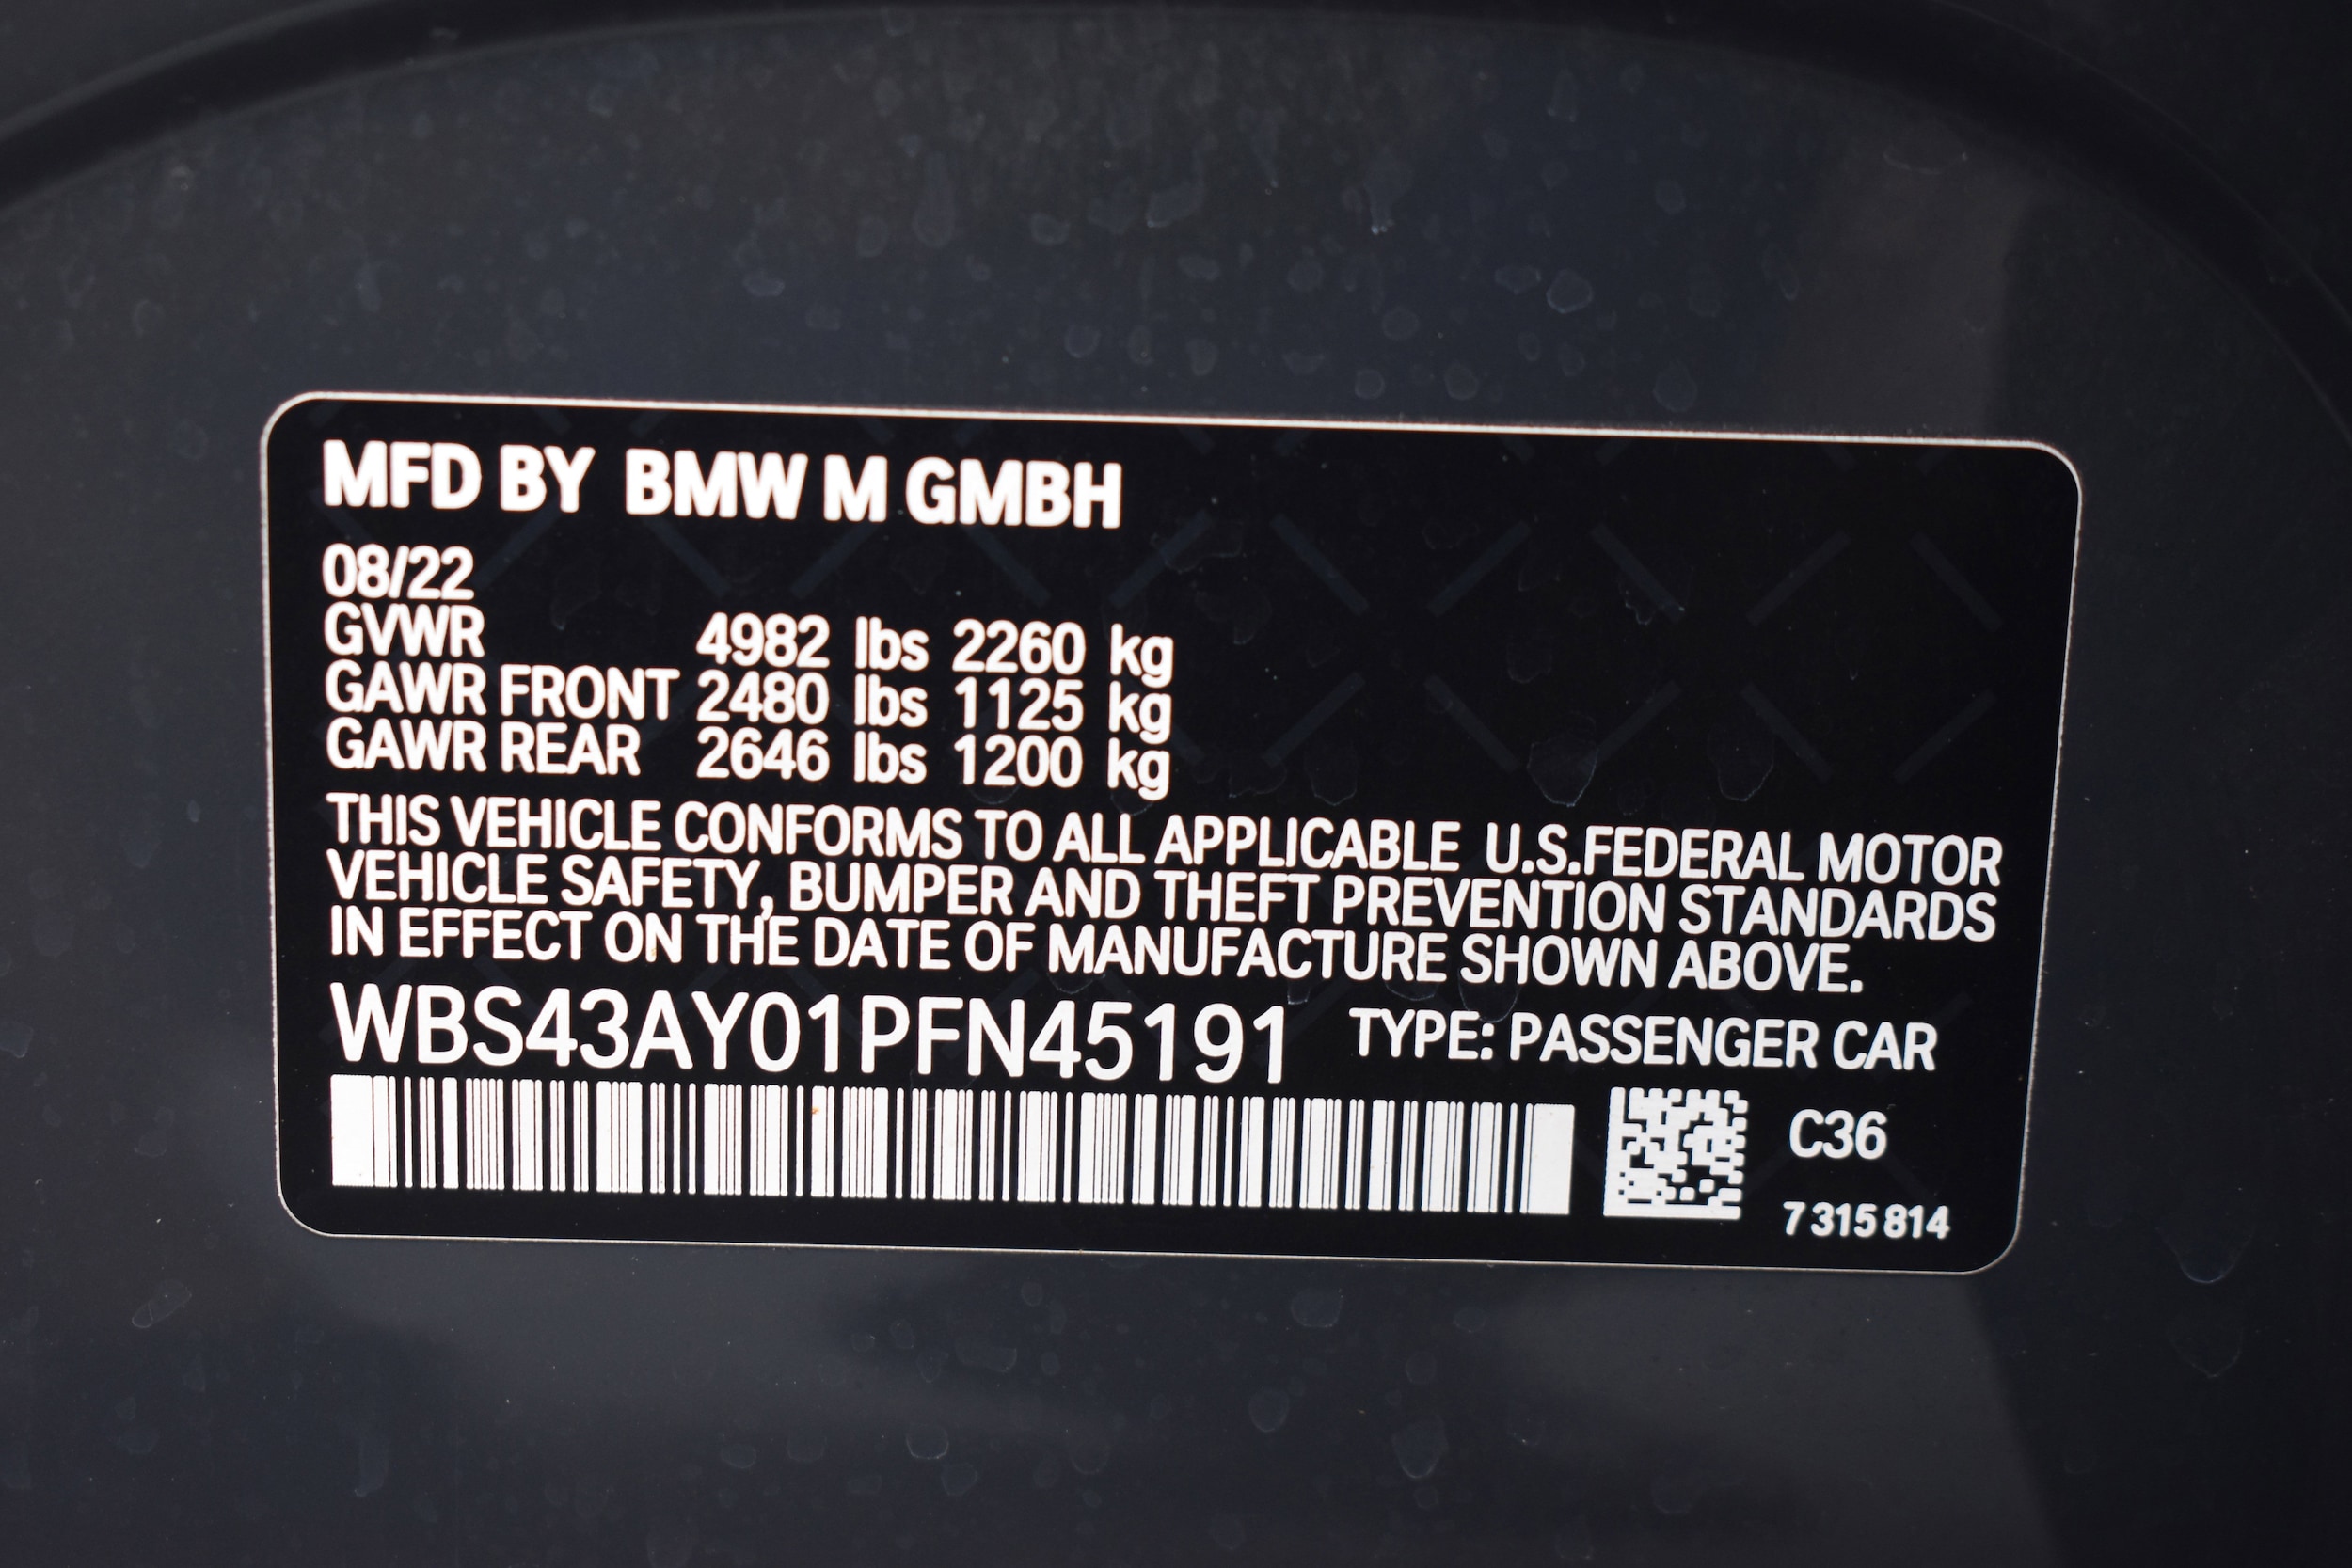 MFD BY BMW M GMBH
08/22
GVWR 4982 lbs 2260 kg
GAWR FRONT 2480 lbs 1125 kg
GAWR REAR 2646 lbs 1200 kg
THIS VEHICLE CONFORMS TO ALL APPLICABLE U.S.FEDERAL MOTOR
VEHICLE SAFETY, BUMPER AND THEFT PREVENTION STANDARDS
IN EFFECT ON THE DATE OF MANUFACTURE SHOWN ABOVE.
WBS43AY01PFN45191 TYPE: PASSENGER CAR
C36
7 315 814